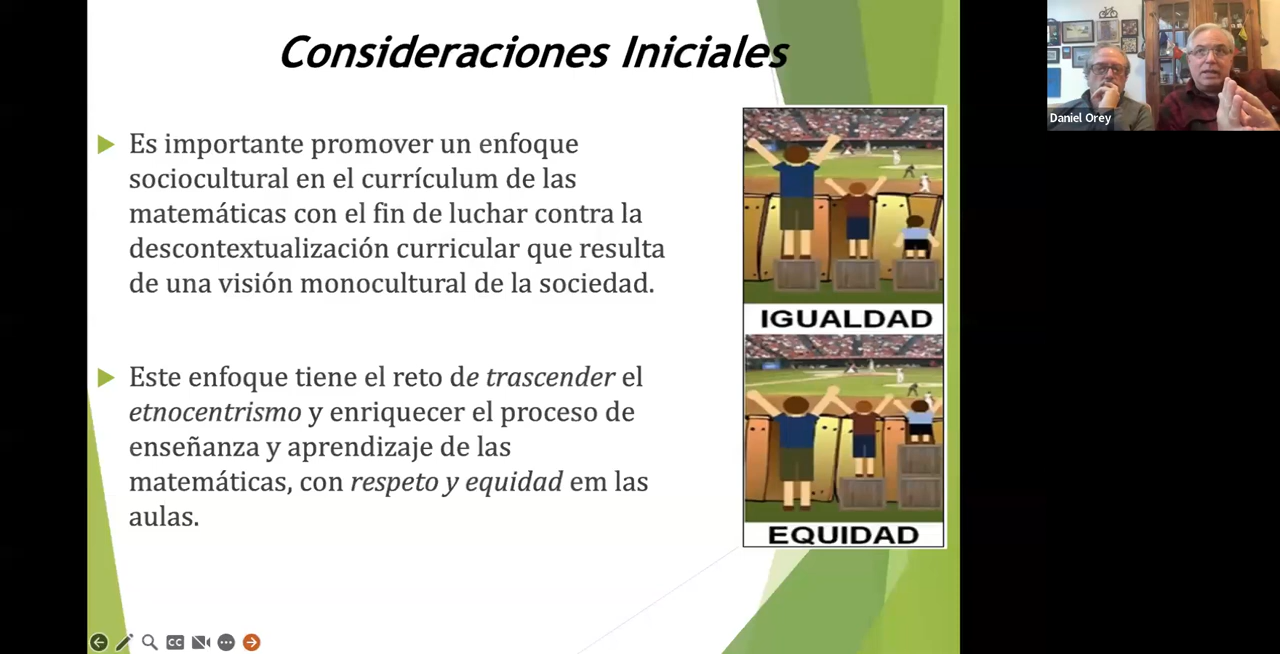 Consideraciones Iniciales
Es importante promover un enfoque
sociocultural en el currículum de las
matemáticas con el fin de luchar contra la
descontextualización curricular que resulta
de una visión monocultural de la sociedad.
Este enfoque tiene el reto de trascender el
etnocentrismo y enriquecer el proceso de
enseñanza y aprendizaje de las
matemáticas, con respeto y equidad em las
aulas.
IGUALDAD
EQUIDAD
Daniel Orey
CC